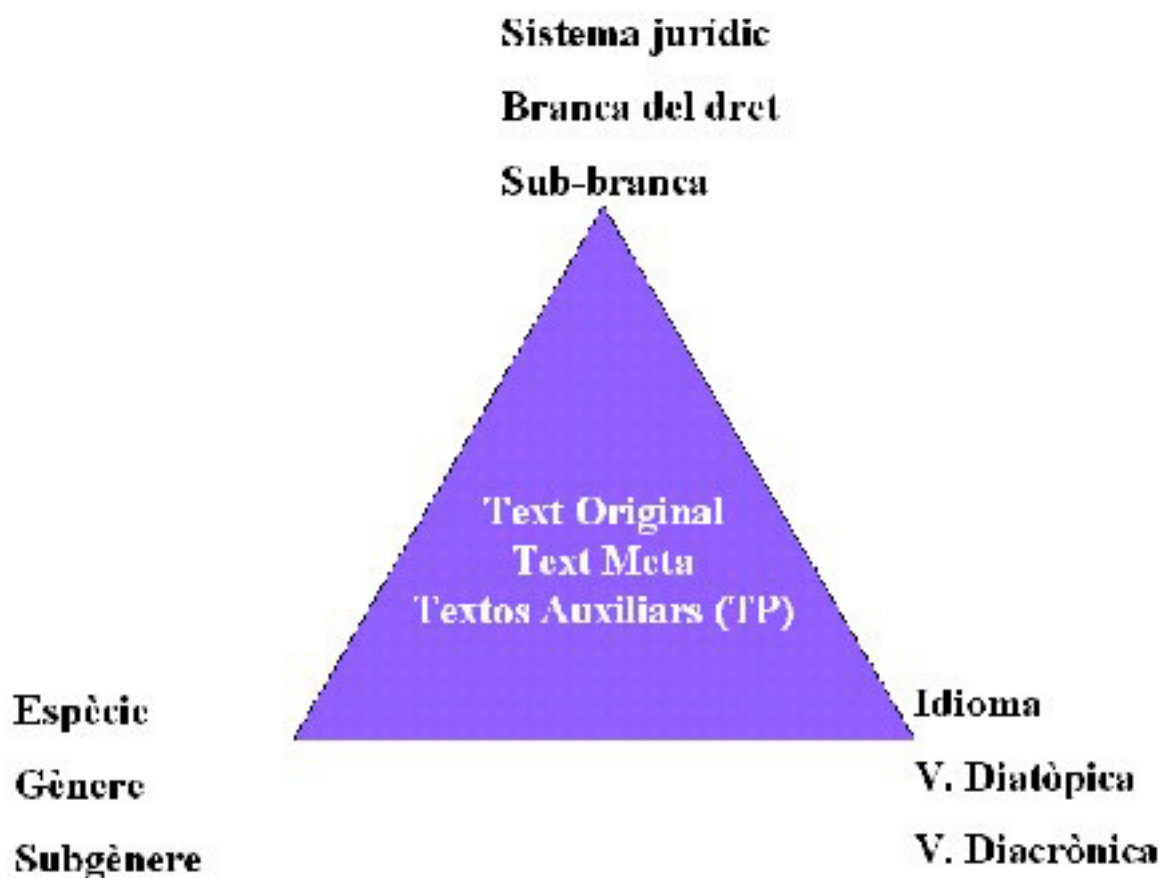 Sistema jurídic
Branca del dret
Sub-branca
Text Original
Text Meta
Textos Auxiliars (TP)
Espècie
Gènere
Subgènere
Idioma
V. Diatòpica
V. Diacrònica